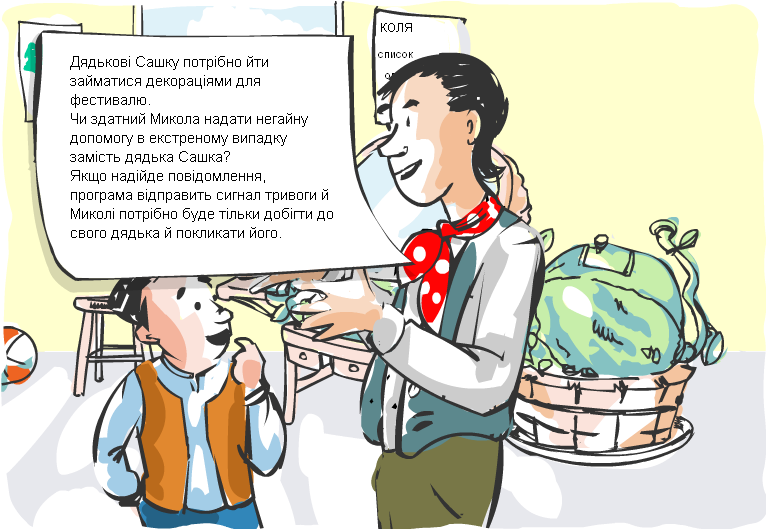 КОЛЯ
список
Дядькові Сашку потрібно йти
займатися декораціями для
фестивалю.
Чи здатний Микола надати негайну
допомогу в екстреному випадку
замість дядька Сашка?
Якщо надійде повідомлення,
програма відправить сигнал тривоги й
Миколі потрібно буде тільки добігти до
свого дядька й покликати його.